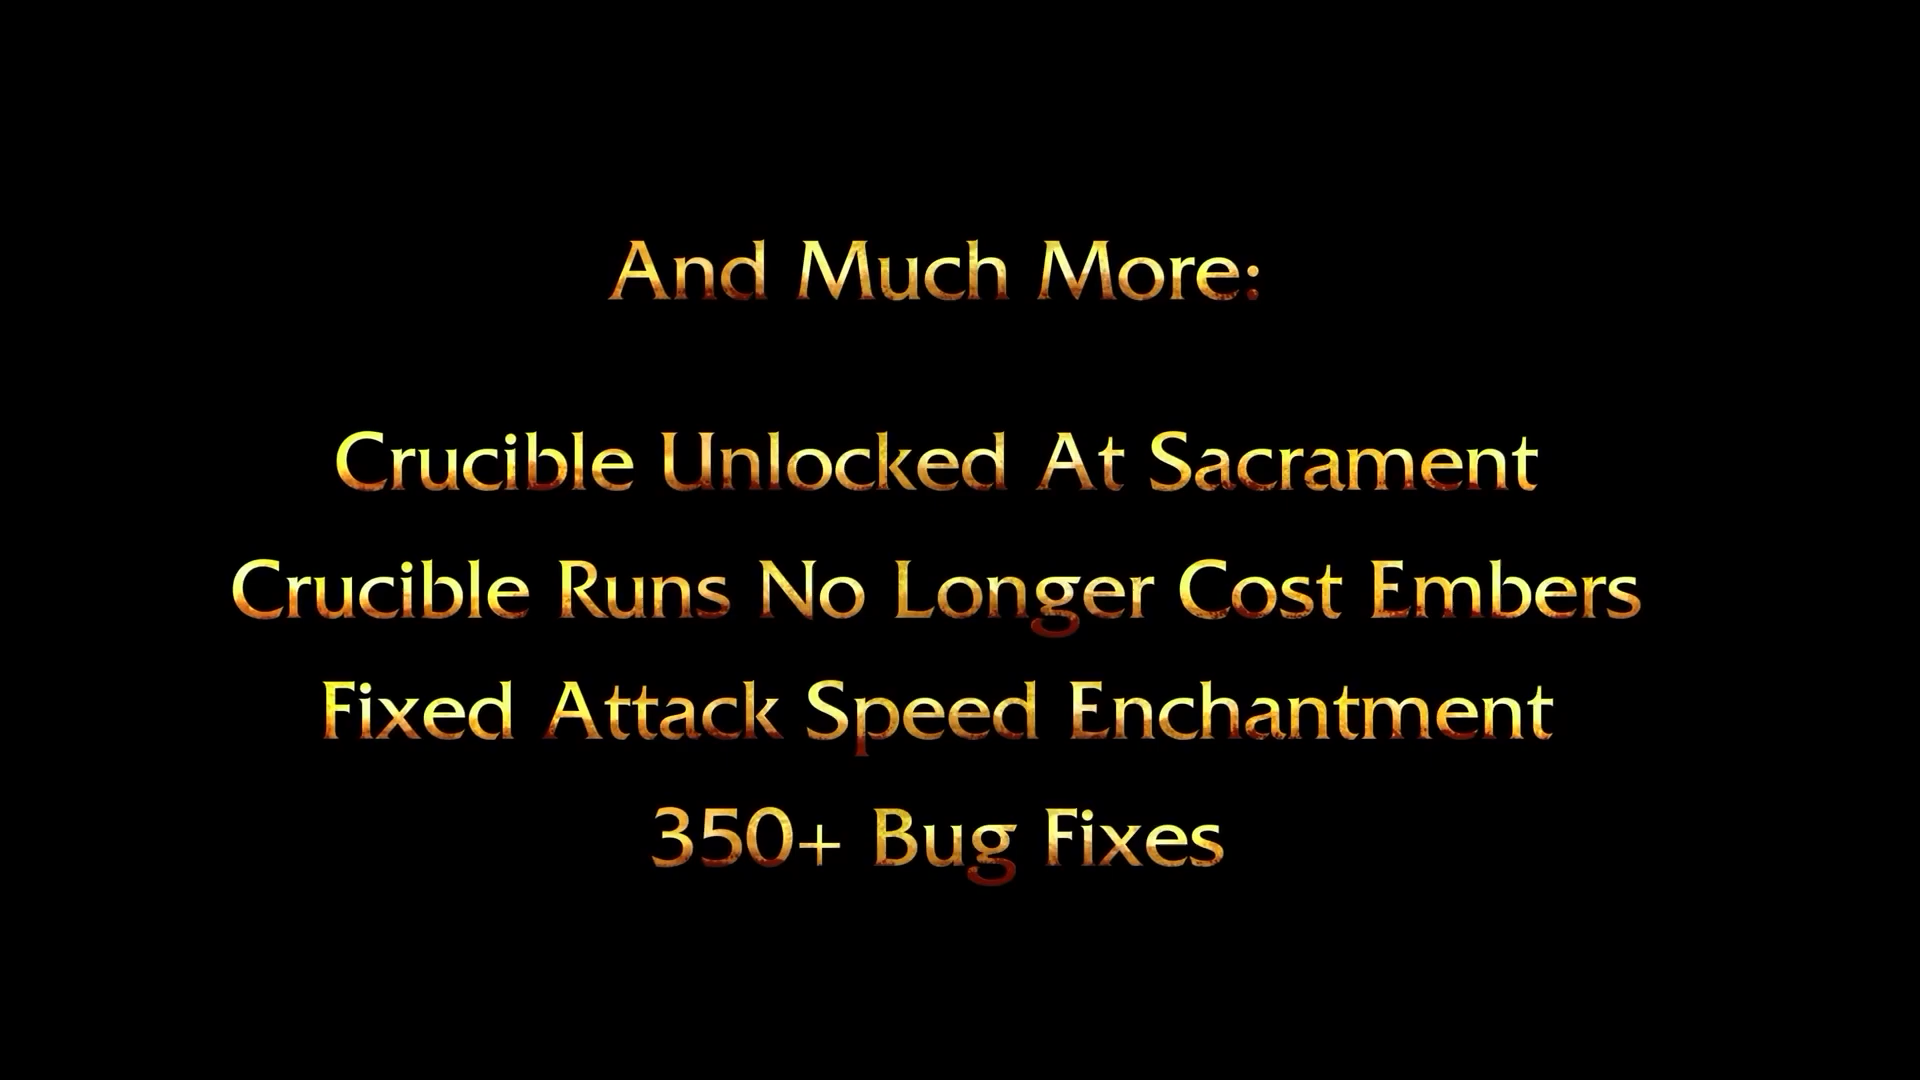 And Much More:
Crucible Unlocked At Sacrament
Crucible Runs No Longer Cost Embers
Fixed Attack Speed Enchantment
350+ Bug Fixes